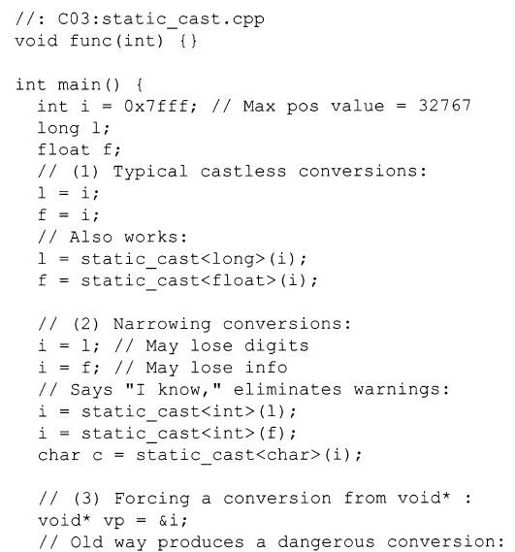 //: C03:static_cast.cpp
void func(int) {}

int main() {
  int i = 0x7fff; // Max pos value = 32767
  long l;
  float f;
  // (1) Typical castless conversions:
  l = i;
  f = i;
  // Also works:
  l = static_cast<long>(i);
  f = static_cast<float>(i);

  // (2) Narrowing conversions:
  i = l; // May lose digits
  i = f; // May lose info
  // Says "I know," eliminates warnings:
  i = static_cast<int>(l);
  i = static_cast<int>(f);
  char c = static_cast<char>(i);

  // (3) Forcing a conversion from void* :
  void* vp = &i;
  // Old way produces a dangerous conversion: